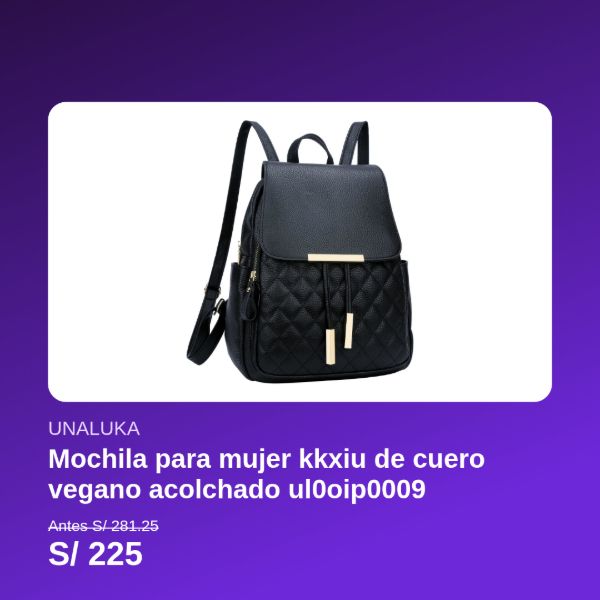 UNALUKA
Mochila para mujer kkxiu de cuero
vegano acolchado ul0oip0009
Antes S/ 281.25
S/ 225